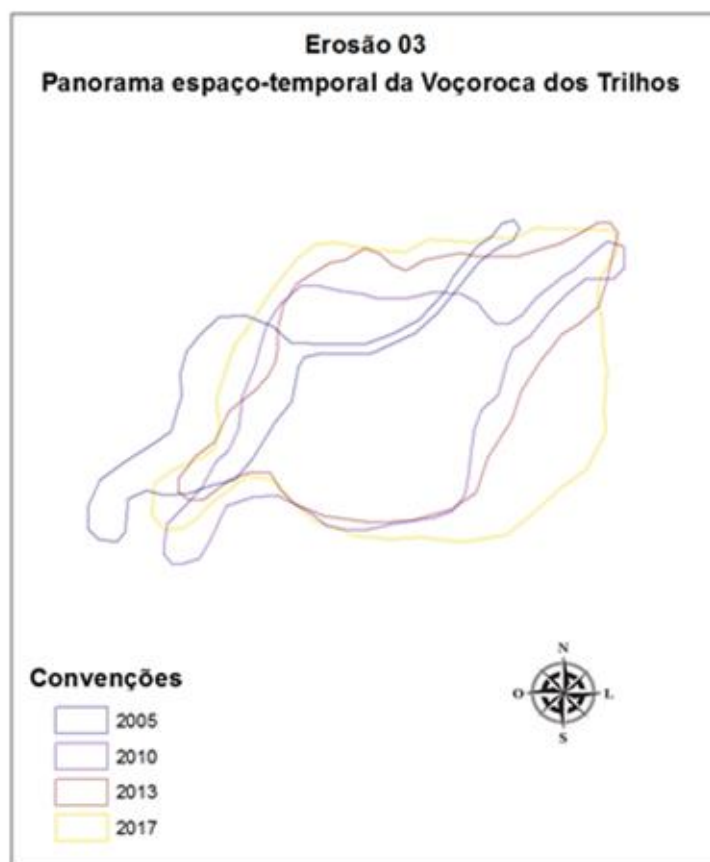 Erosão 03
Panorama espaço-temporal da Voçoroca dos Trilhos
N
O
L
S
Convenções
2005
2010
2013
2017